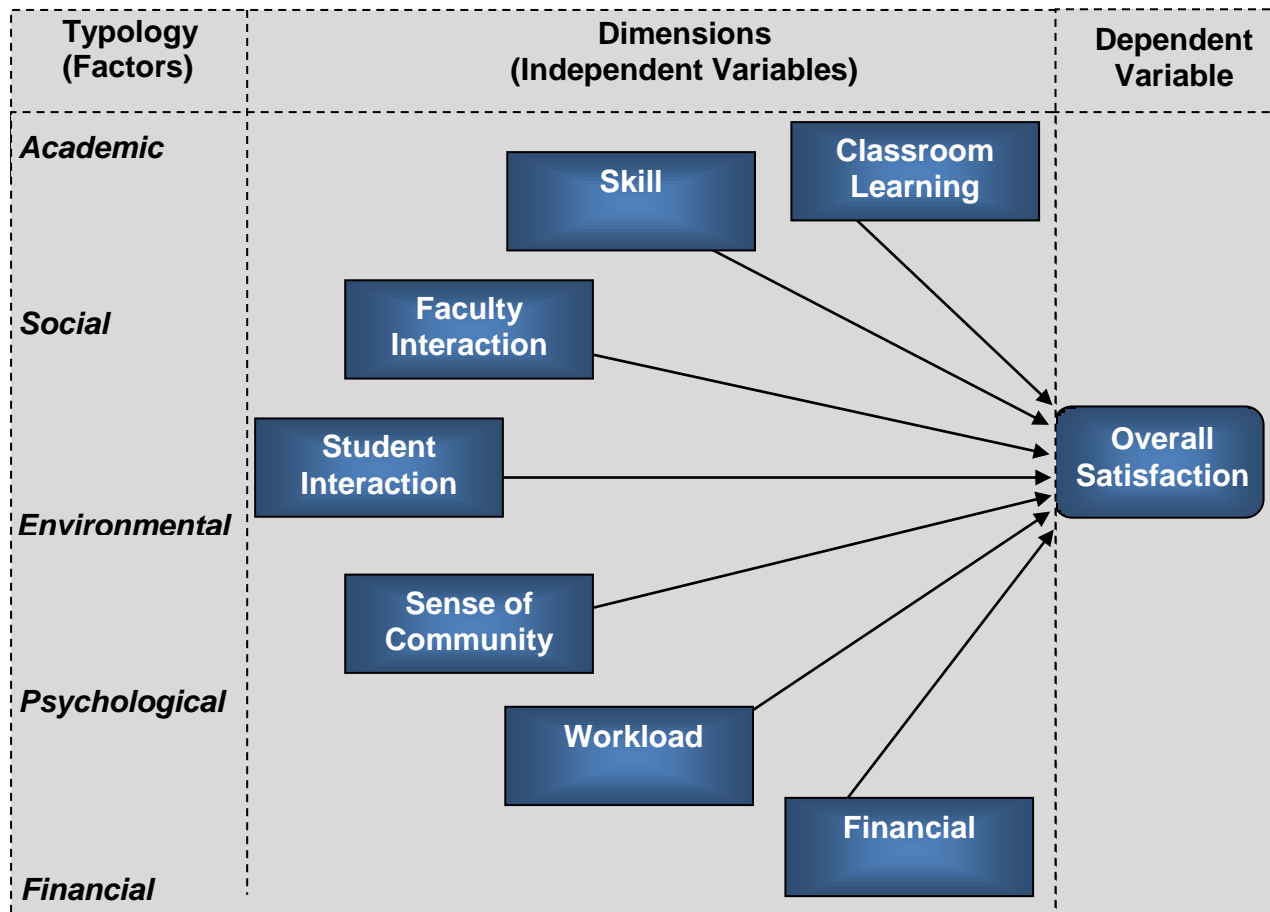 Typology
(Factors)
Dimensions
(Independent Variables)
Dependent
Variable
Academic
Classroom
Learning
Skill
Social
Faculty
Interaction
Student
Interaction
Overall
Satisfaction
Environmental
Sense of
Community
Psychological
Workload
Financial
Financial